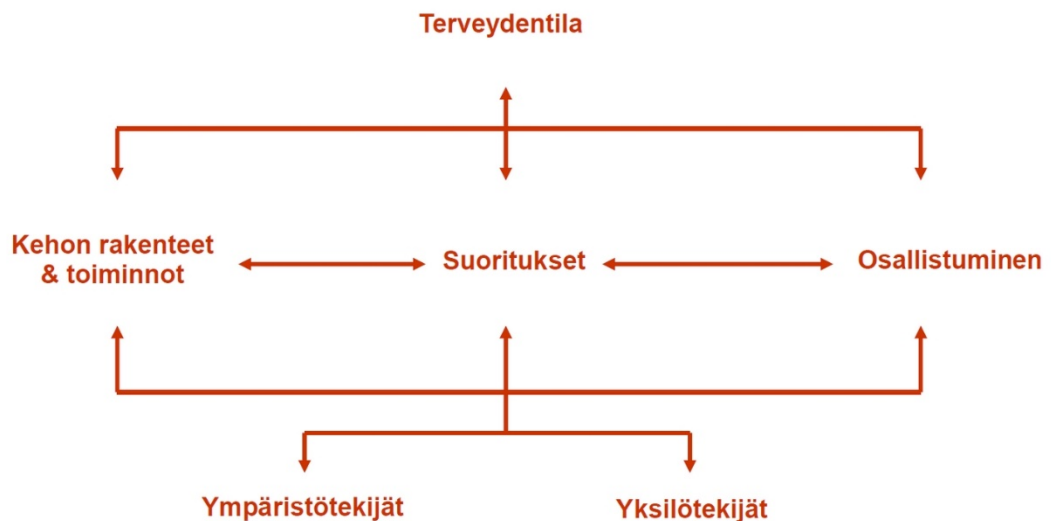 Terveydentila
Kehon rakenteet
& toiminnot
Suoritukset
Osallistuminen
Ympäristötekijät
Yksilötekijät